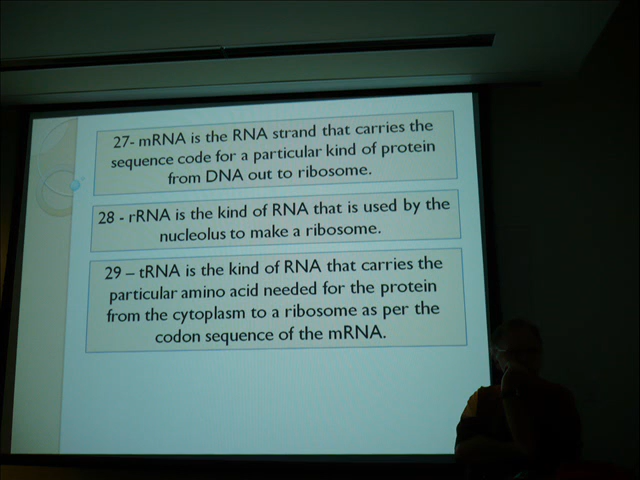 27- mRNA is the RNA strand that carries the
sequence code for a particular kind of protein
from DNA out to ribosome.
28 - rRNA is the kind of RNA that is used by the
nucleolus to make a ribosome.
29 – tRNA is the kind of RNA that carries the
particular amino acid needed for the protein
from the cytoplasm to a ribosome as per the
codon sequence of the mRNA.